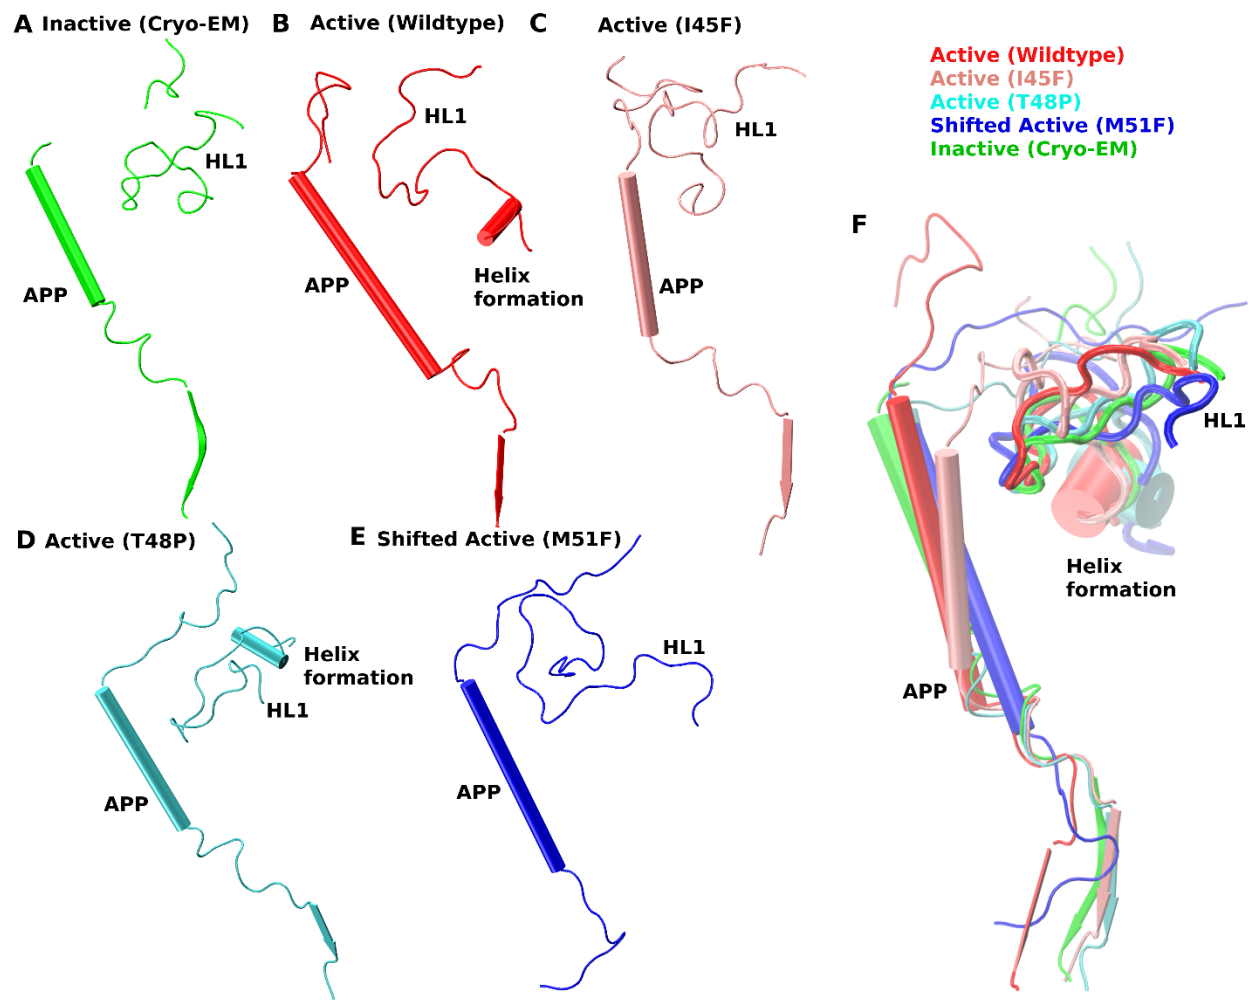 A Inactive (Cryo-EM)
HL1
APP
B Active (Wildtype)
HL1
APP
Helix
formation
C Active (I45F)
HL1
APP
D Active (T48P)
Helix
formation
HL1
APP
E Shifted Active (M51F)
HL1
APP
Active (Wildtype)
Active (I45F)
Active (T48P)
Shifted Active (M51F)
Inactive (Cryo-EM)
F
HL1
Helix
formation
APP